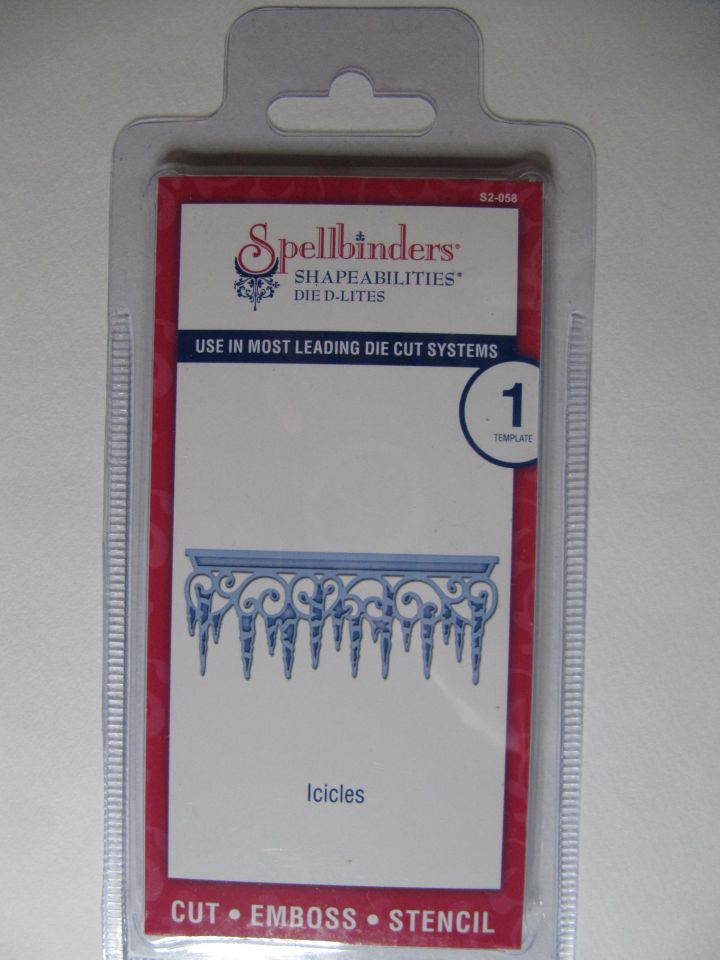 S2-058
Spellbinders®
SHAPEABILITIES®
DIE D-LITES
USE IN MOST LEADING DIE CUT SYSTEMS
1
TEMPLATE
Icicles
CUT • EMBOSS • STENCIL